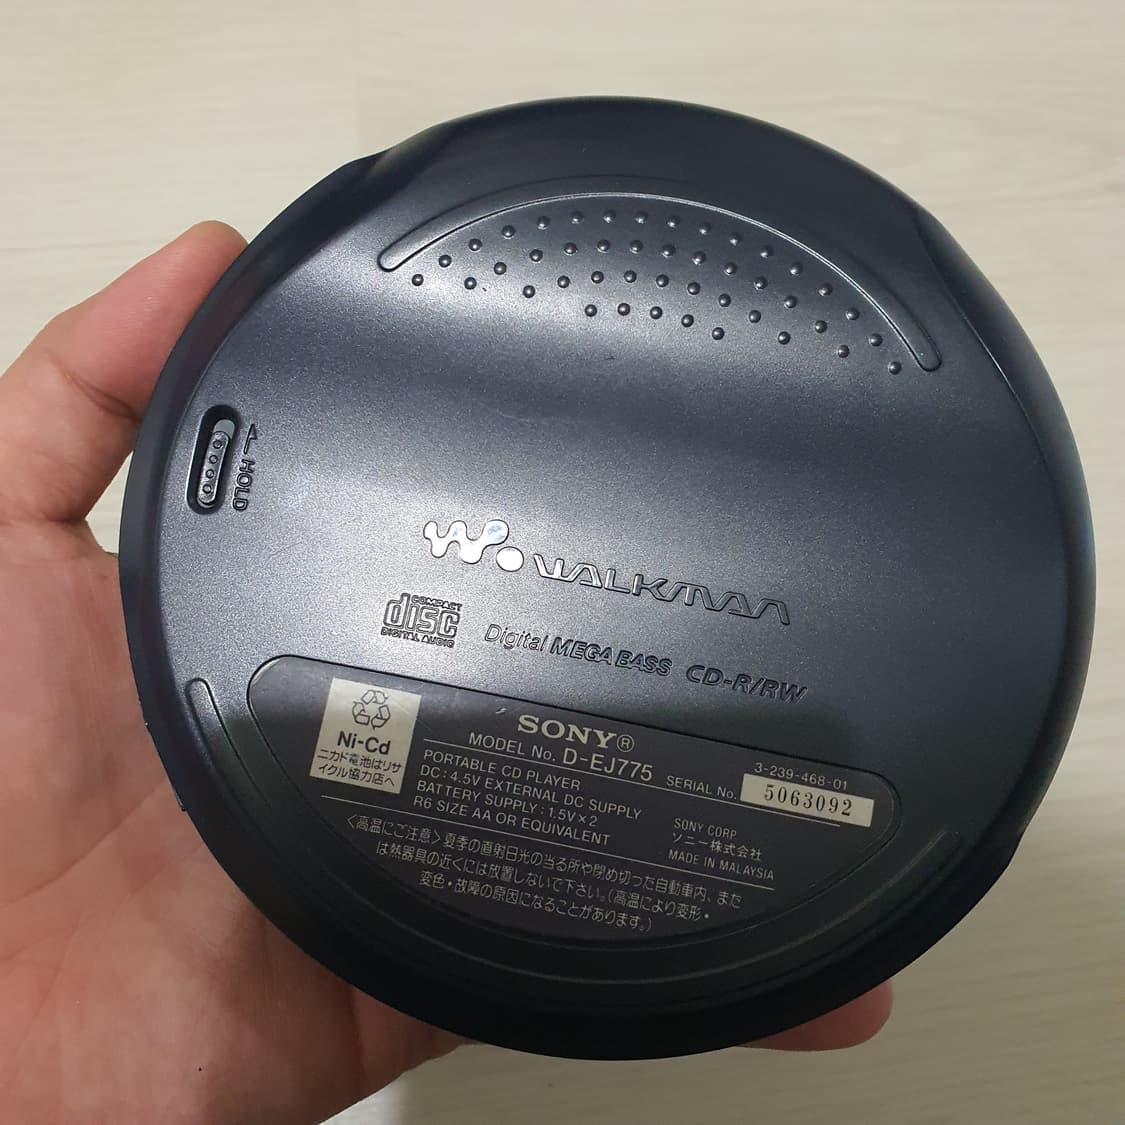 HOLD
WALKMAN
COMPACT
disc
DIGITAL AUDIO
Digital MEGA BASS CD-R/RW
Ni-Cd
ニカド電池はリサ
イクル協力店へ
SONY®
MODEL No. D-EJ775
PORTABLE CD PLAYER
DC: 4.5V EXTERNAL DC SUPPLY
BATTERY SUPPLY: 1.5V×2
R6 SIZE AA OR EQUIVALENT
3-239-468-01
SERIAL No. 5063092
SONY CORP.
ソニー株式会社
MADE IN MALAYSIA
〈高温にご注意〉夏季の直射日光の当る所や閉め切った自動車内、また
は熱器具の近くには放置しないで下さい。(高温により変形・
変色・故障の原因になることがあります。)